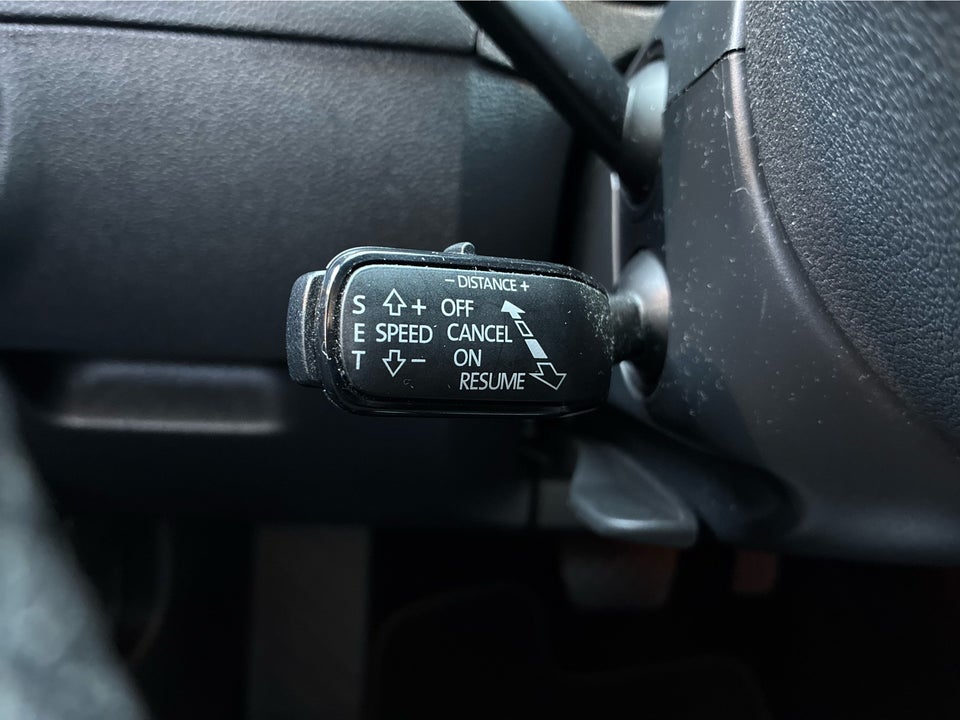 - DISTANCE +
S + OFF
E SPEED CANCEL
T - ON
RESUME